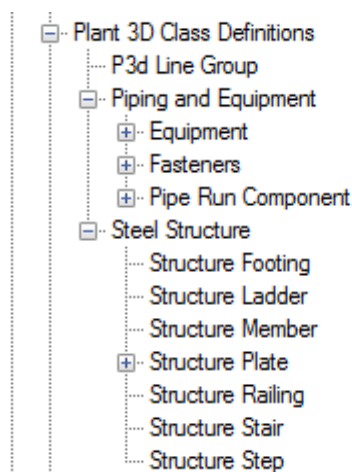 Plant 3D Class Definitions
P3d Line Group
Piping and Equipment
Equipment
Fasteners
Pipe Run Component
Steel Structure
Structure Footing
Structure Ladder
Structure Member
Structure Plate
Structure Railing
Structure Stair
Structure Step